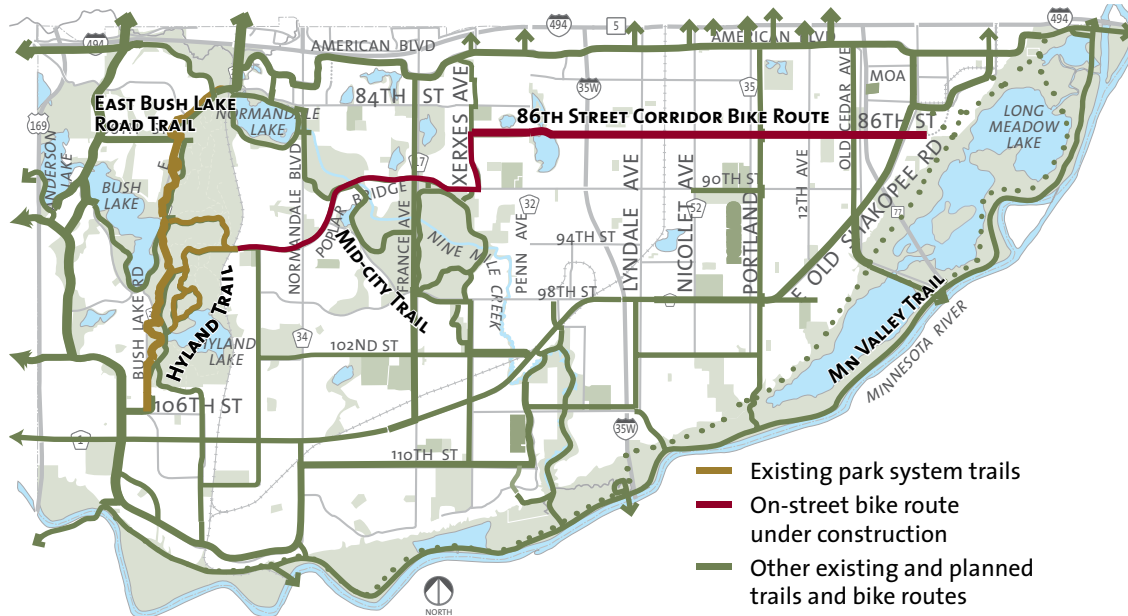 494
5
494
AMERICAN BLVD
AMERICAN BLVD
EAST BUSH LAKE
ROAD TRAIL
NORMANDALE
LAKE
84TH ST
XERXES AVE
35W
35
OLD CEDAR AVE
MOA
169
ANDERSON
LAKE
86TH STREET CORRIDOR BIKE ROUTE
86TH ST
LONG
MEADOW
LAKE
E
BUSH
LAKE
NORMANDALE BLVD
17
POPLAR BRIDGE
FRANCE AVE
32
PENN AVE
LYNDALE AVE
NICOLLET AVE
52
90TH ST
PORTLAND
12TH AVE
E OLD SHAKOPEE RD
77
94TH ST
NINE MILE
CREEK
MID-CITY TRAIL
98TH ST
BUSH LAKE RD
HYLAND TRAIL
HYLAND
LAKE
34
102ND ST
MN VALLEY TRAIL
MINNESOTA RIVER
106TH ST
1
110TH ST
35W
Existing park system trails
On-street bike route
under construction
Other existing and planned
trails and bike routes
NORTH